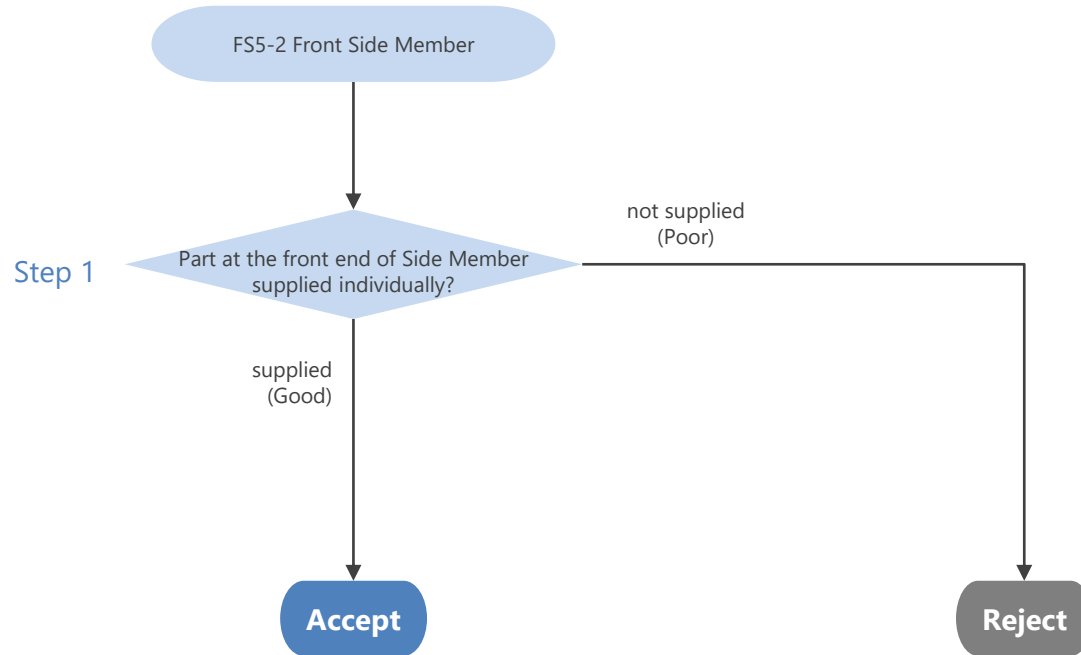 FS5-2 Front Side Member
not supplied
(Poor)
Step 1
Part at the front end of Side Member
supplied individually?
supplied
(Good)
Accept
Reject